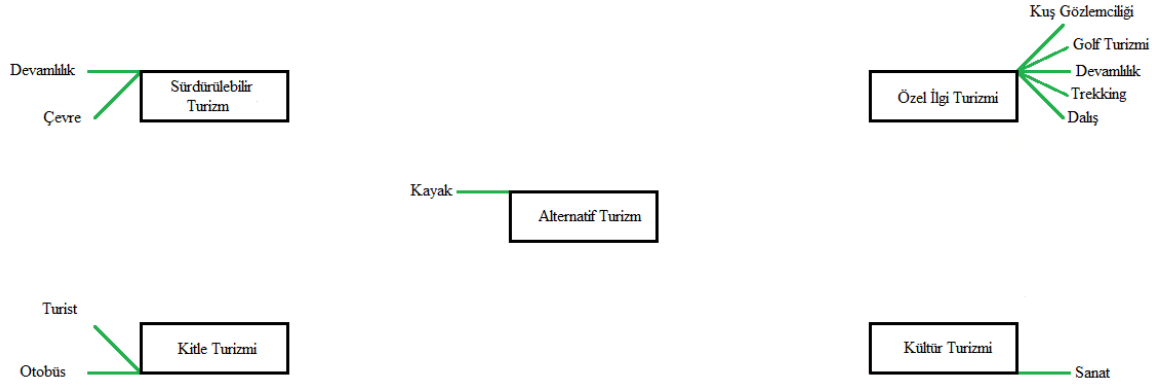 Kuş Gözlemciliği
Golf Turizmi
Devamlılık
Sürdürülebilir
Turizm
Özel İlgi Turizmi
Devamlılık
Trekking
Çevre
Dalış
Kayak
Alternatif Turizm
Turist
Kitle Turizmi
Kültür Turizmi
Otobüs
Sanat